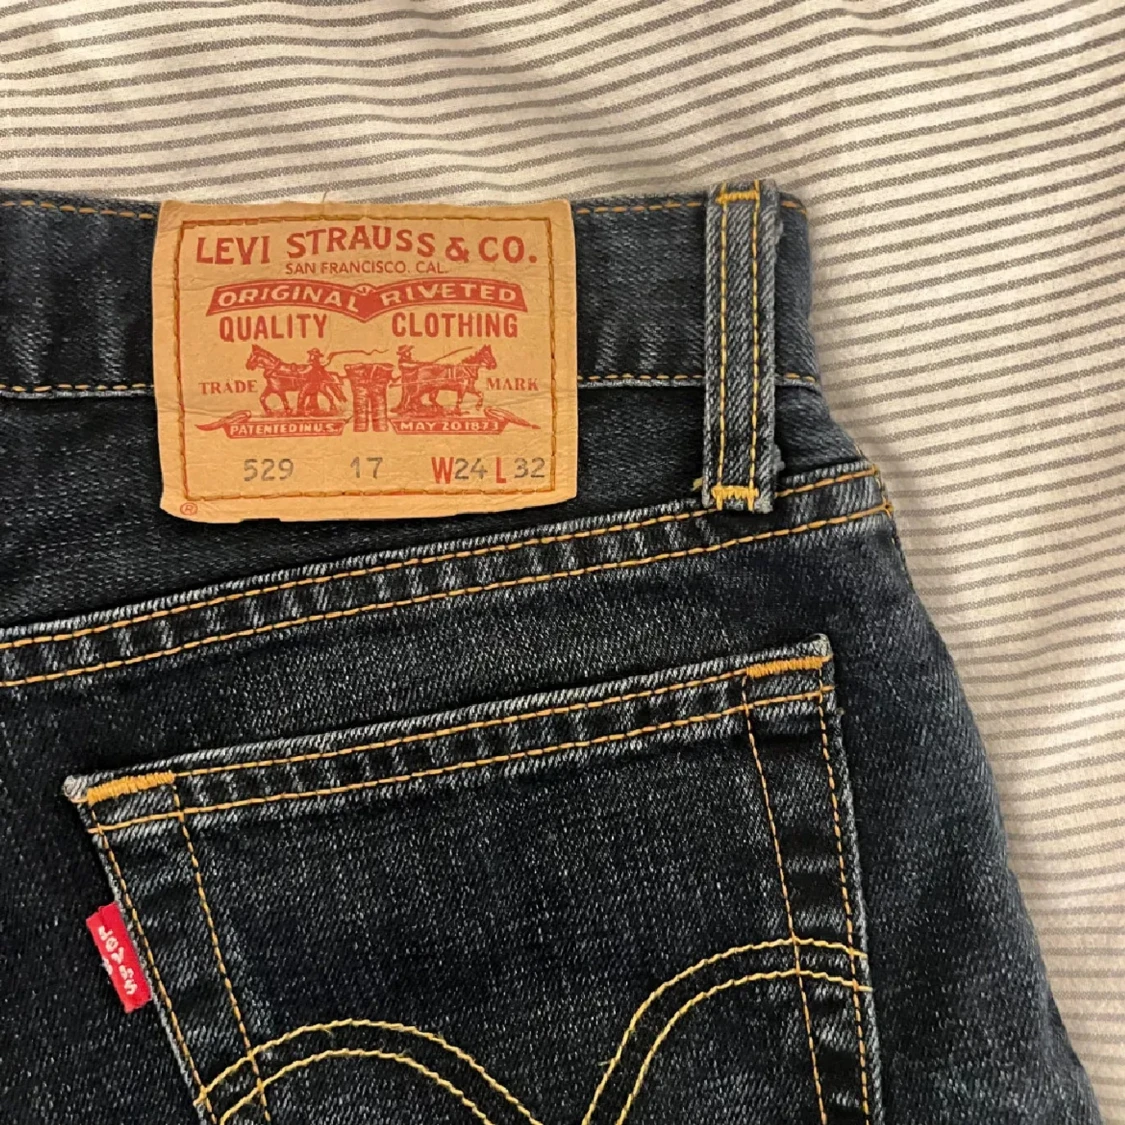 LEVI STRAUSS & CO.
SAN FRANCISCO. CAL.
ORIGINAL RIVETED
QUALITY CLOTHING
TRADE MARK
PATENTED IN U.S. MAY 20 1873
529 17 W24 L 32
®
LEVI'S